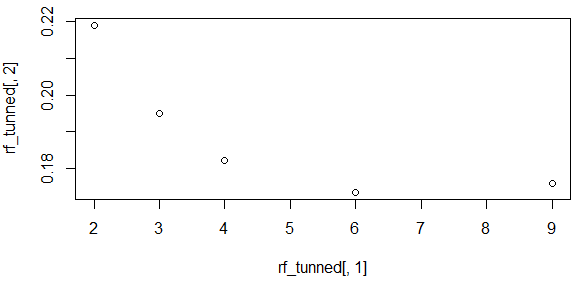 rf_tunned[, 2]
0.22
0.20
0.18
2 3 4 5 6 7 8 9
rf_tunned[, 1]